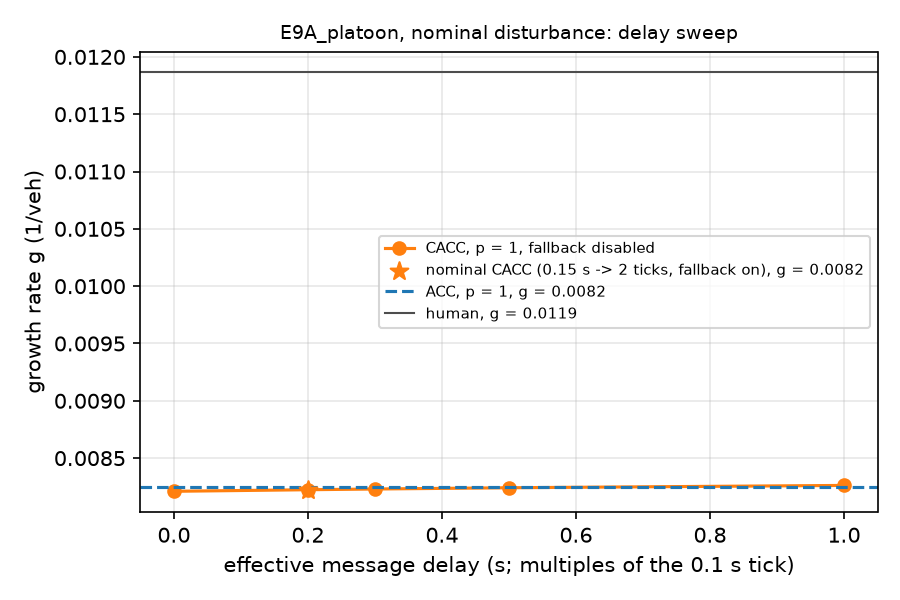 E9A_platoon, nominal disturbance: delay sweep
growth rate g (1/veh)
0.0120
0.0115
0.0110
0.0105
0.0100
0.0095
0.0090
0.0085
CACC, p = 1, fallback disabled
nominal CACC (0.15 s -> 2 ticks, fallback on), g = 0.0082
ACC, p = 1, g = 0.0082
human, g = 0.0119
0.0 0.2 0.4 0.6 0.8 1.0
effective message delay (s; multiples of the 0.1 s tick)